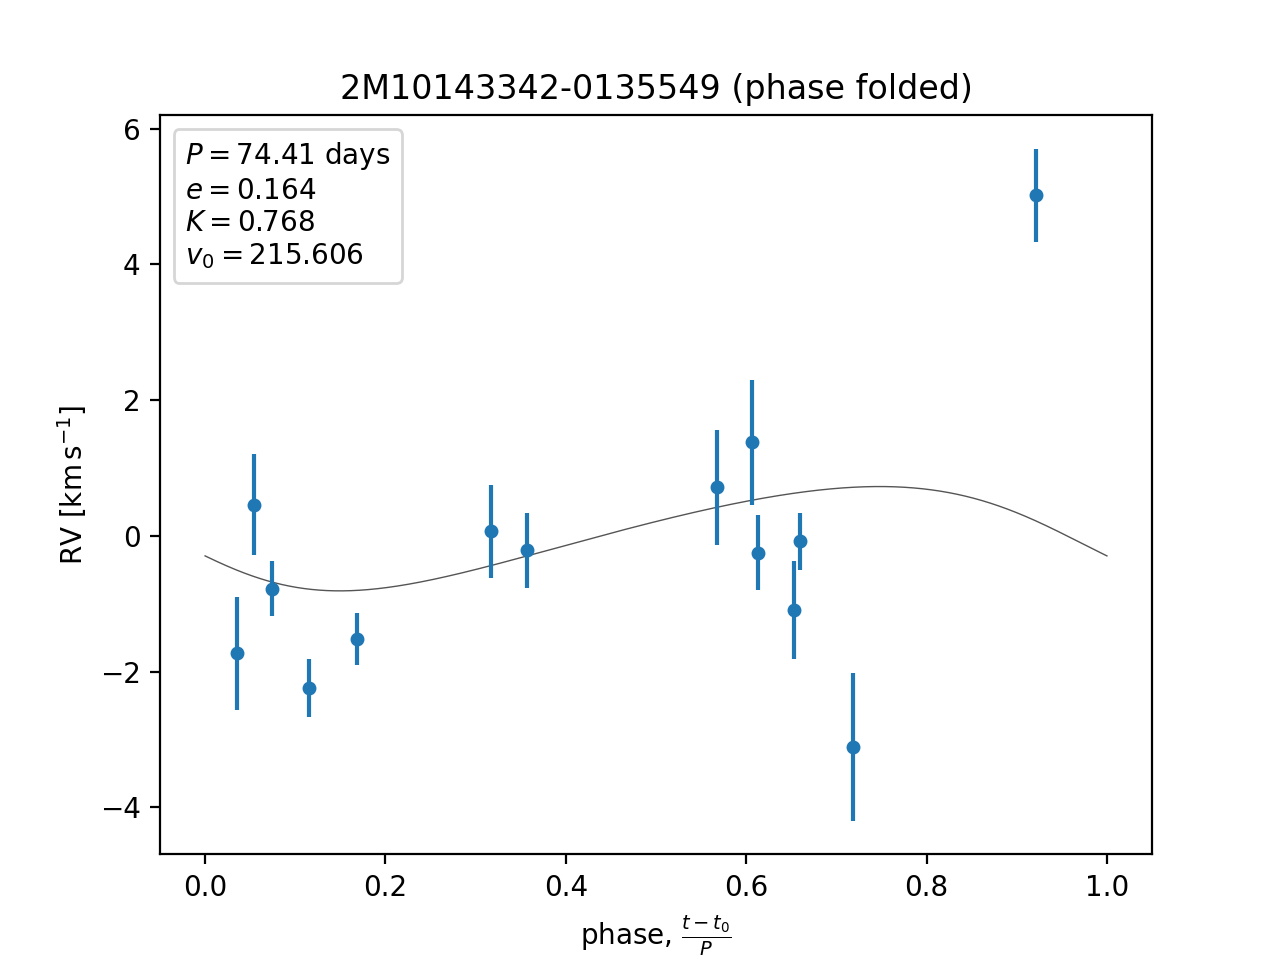 2M10143342-0135549 (phase folded)
P = 74.41 days
e = 0.164
K = 0.768
v₀ = 215.606
6
4
2
0
−2
−4
RV [km s⁻¹]
0.0 0.2 0.4 0.6 0.8 1.0
phase, (t − t₀)/P